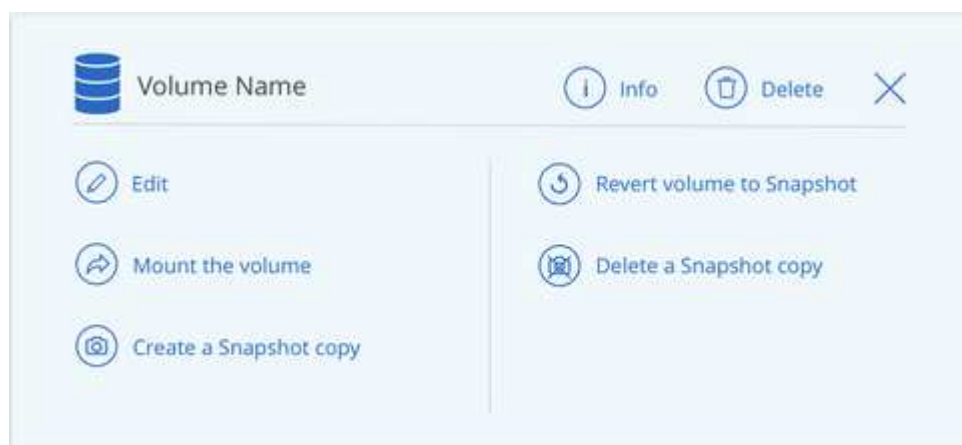 Volume Name
Info
Delete
Edit
Mount the volume
Create a Snapshot copy
Revert volume to Snapshot
Delete a Snapshot copy